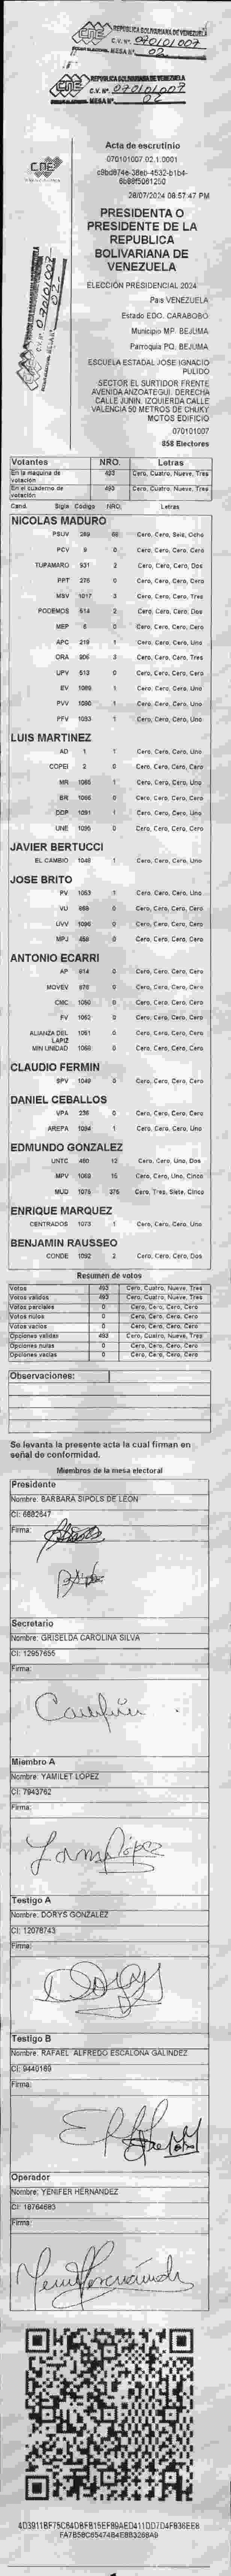 CNE
REPUBLICA BOLIVARIANA DE VENEZUELA
C.V. Nº 070101007
MESA Nº 02
CNE
REPUBLICA BOLIVARIANA DE VENEZUELA
C.V. Nº 070101007
MESA Nº 02
CNE
Acta de escrutinio
070101007.02.1.0001
28/07/2024 08:57:47 PM
PRESIDENTA O
PRESIDENTE DE LA
REPUBLICA
BOLIVARIANA DE
VENEZUELA
ELECCIÓN PRESIDENCIAL 2024
Pais VENEZUELA
Estado EDO. CARABOBO
Municipio MP. BEJUMA
Parroquia PQ. BEJUMA
ESCUELA ESTADAL JOSE IGNACIO
PULIDO
SECTOR EL SURTIDOR FRENTE
AVENIDA ANZOATEGUI. DERECHA
CALLE JUNIN. IZQUIERDA CALLE
VALENCIA 50 METROS DE CHUKY
MOTOS EDIFICIO
070101007
858 Electores
Votantes NRO. Letras
En la maquina de votación 493 Cero, Cuatro, Nueve, Tres
En el cuaderno de votación 493 Cero, Cuatro, Nueve, Tres
Cand. Sigla Código NRO. Letras
NICOLAS MADURO
PSUV 289 68 Cero, Cero, Seis, Ocho
PCV 9 0 Cero, Cero, Cero, Cero
TUPAMARO 931 2 Cero, Cero, Cero, Dos
PPT 276 0 Cero, Cero, Cero, Cero
MSV 1017 3 Cero, Cero, Cero, Tres
PODEMOS 514 2 Cero, Cero, Cero, Dos
MEP 6 0 Cero, Cero, Cero, Cero
APC 219 1 Cero, Cero, Cero, Uno
ORA 906 3 Cero, Cero, Cero, Tres
UPV 513 0 Cero, Cero, Cero, Cero
EV 1089 1 Cero, Cero, Cero, Uno
PVV 1090 1 Cero, Cero, Cero, Uno
PFV 1093 1 Cero, Cero, Cero, Uno
LUIS MARTINEZ
AD 1 1 Cero, Cero, Cero, Uno
COPEI 2 0 Cero, Cero, Cero, Cero
MR 1065 1 Cero, Cero, Cero, Uno
BR 1066 0 Cero, Cero, Cero, Cero
DDP 1091 1 Cero, Cero, Cero, Uno
UNE 1095 0 Cero, Cero, Cero, Cero
JAVIER BERTUCCI
EL CAMBIO 1048 1 Cero, Cero, Cero, Uno
JOSE BRITO
PV 1053 1 Cero, Cero, Cero, Uno
VU 868 0 Cero, Cero, Cero, Cero
UVV 1096 0 Cero, Cero, Cero, Cero
MPJ 458 0 Cero, Cero, Cero, Cero
ANTONIO ECARRI
AP 914 0 Cero, Cero, Cero, Cero
MOVEV 978 0 Cero, Cero, Cero, Cero
CMC 1050 0 Cero, Cero, Cero, Cero
FV 1052 0 Cero, Cero, Cero, Cero
ALIANZA DEL LAPIZ 1051 0 Cero, Cero, Cero, Cero
MIN UNIDAD 1068 0 Cero, Cero, Cero, Cero
CLAUDIO FERMIN
SPV 1049 0 Cero, Cero, Cero, Cero
DANIEL CEBALLOS
VPA 236 0 Cero, Cero, Cero, Cero
AREPA 1094 1 Cero, Cero, Cero, Uno
EDMUNDO GONZALEZ
UNTC 460 12 Cero, Cero, Uno, Dos
MPV 1069 15 Cero, Cero, Uno, Cinco
MUD 1075 375 Cero, Tres, Siete, Cinco
ENRIQUE MARQUEZ
CENTRADOS 1073 1 Cero, Cero, Cero, Uno
BENJAMIN RAUSSEO
CONDE 1092 2 Cero, Cero, Cero, Dos
Resumen de votos
Votos 493 Cero, Cuatro, Nueve, Tres
Votos validos 493 Cero, Cuatro, Nueve, Tres
Votos parciales 0 Cero, Cero, Cero, Cero
Votos nulos 0 Cero, Cero, Cero, Cero
Votos vacios 0 Cero, Cero, Cero, Cero
Opciones validas 493 Cero, Cuatro, Nueve, Tres
Opciones nulas 0 Cero, Cero, Cero, Cero
Opciones vacias 0 Cero, Cero, Cero, Cero
Observaciones:
Se levanta la presente acta la cual firman en
señal de conformidad.
Miembros de la mesa electoral
Presidente
Nombre: BARBARA SIPOLS DE LEON
CI: 6882647
Firma:
Secretario
Nombre: GRISELDA CAROLINA SILVA
CI: 12957655
Firma:
Miembro A
Nombre: YAMILET LOPEZ
CI: 7943762
Firma:
Testigo A
Nombre: DORYS GONZALEZ
CI: 12078743
Firma:
Testigo B
Nombre: RAFAEL ALFREDO ESCALONA GALINDEZ
CI: 9449169
Firma:
Operador
Nombre: YENIFER HERNANDEZ
CI: 18764683
Firma: